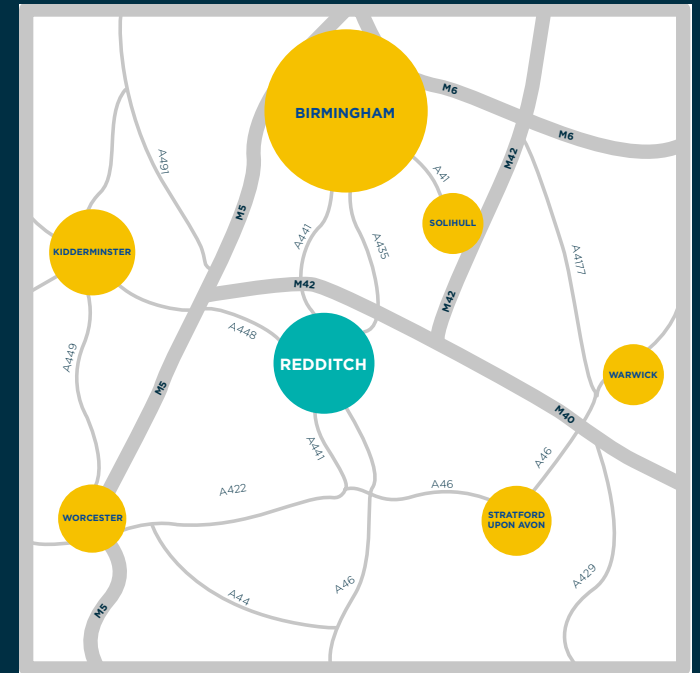 M6
BIRMINGHAM
M6
M42
A491
A41
M5
SOLIHULL
A441
A435
KIDDERMINSTER
A4177
M42
M42
A448
A449
REDDITCH
WARWICK
M5
M40
A441
A46
A422
A46
WORCESTER
STRATFORD
UPON AVON
A429
A46
A44
M5